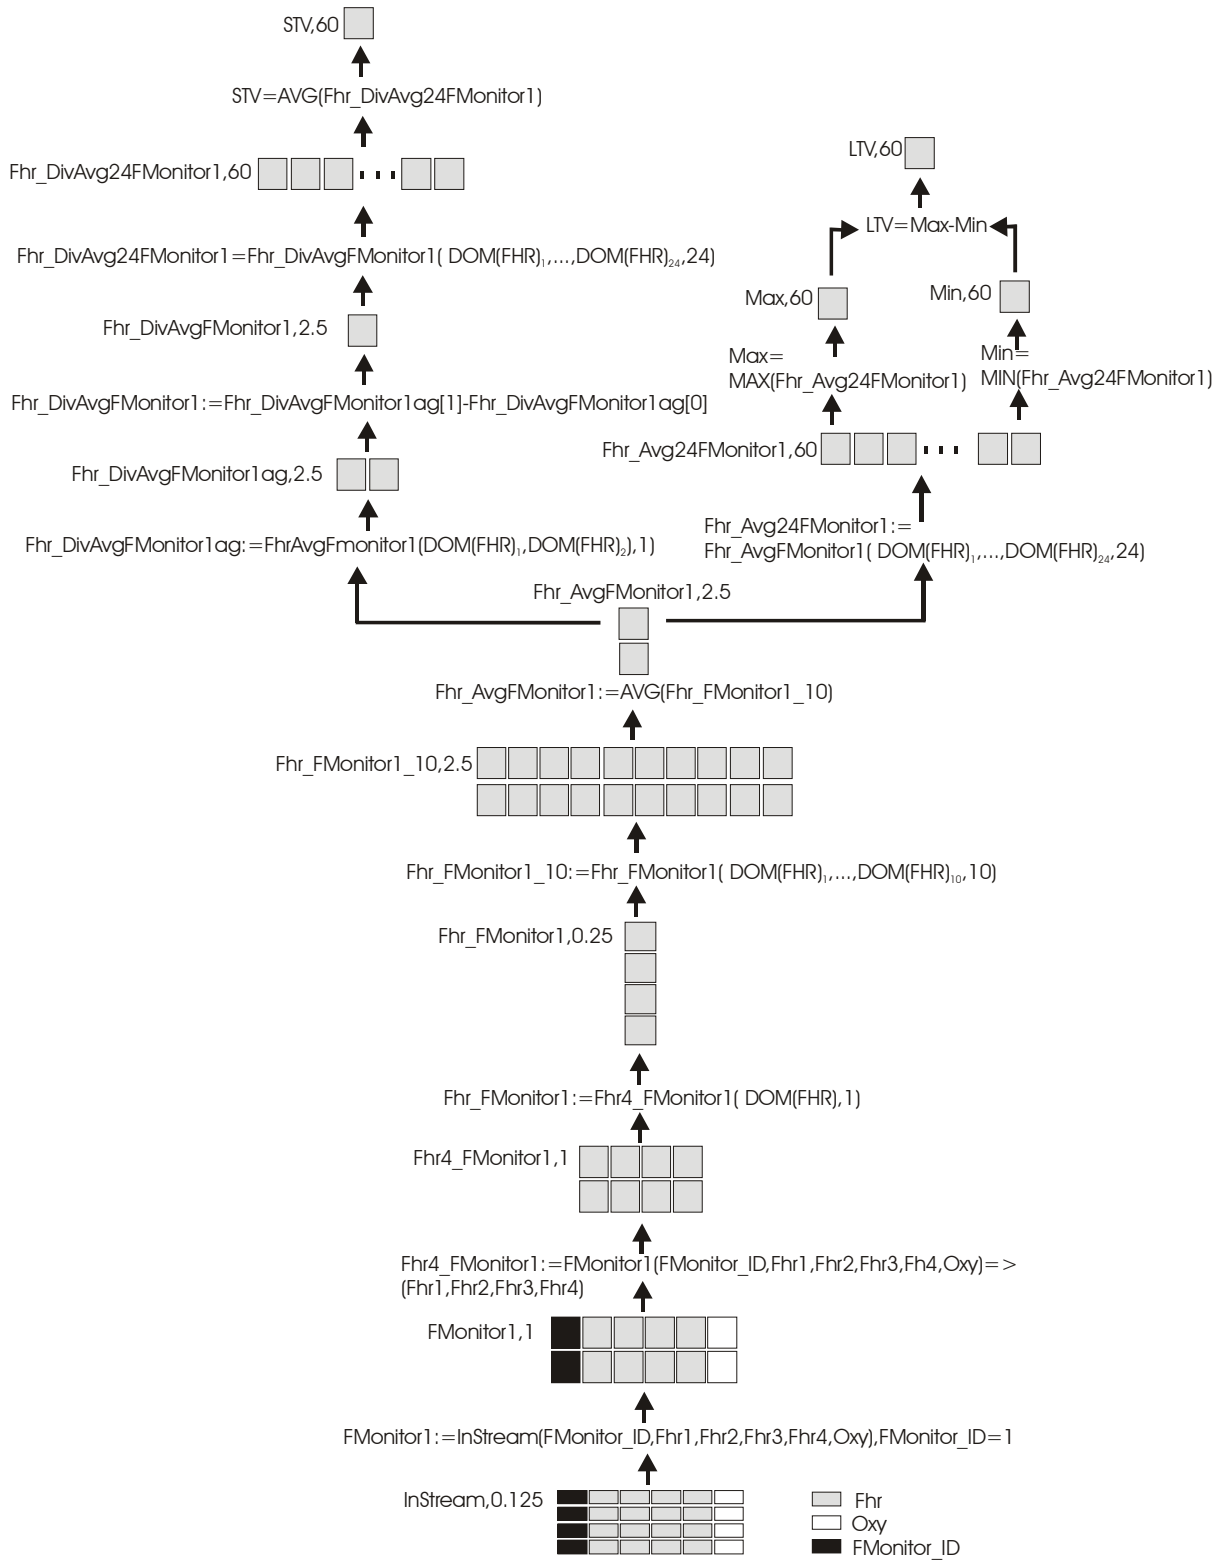 STV,60
STV=AVG(Fhr_DivAvg24FMonitor1)
Fhr_DivAvg24FMonitor1,60
LTV,60
LTV=Max-Min
Fhr_DivAvg24FMonitor1=Fhr_DivAvgFMonitor1( DOM(FHR)1,...,DOM(FHR)24,24)
Max,60
Min,60
Fhr_DivAvgFMonitor1,2.5
Max=
MAX(Fhr_Avg24FMonitor1)
Min=
MIN(Fhr_Avg24FMonitor1)
Fhr_DivAvgFMonitor1:=Fhr_DivAvgFMonitor1ag[1]-Fhr_DivAvgFMonitor1ag[0]
Fhr_Avg24FMonitor1,60
Fhr_DivAvgFMonitor1ag,2.5
Fhr_DivAvgFMonitor1ag:=FhrAvgFmonitor1(DOM(FHR)1,DOM(FHR)2),1)
Fhr_Avg24FMonitor1:=
Fhr_AvgFMonitor1( DOM(FHR)1,...,DOM(FHR)24,24)
Fhr_AvgFMonitor1,2.5
Fhr_AvgFMonitor1:=AVG(Fhr_FMonitor1_10)
Fhr_FMonitor1_10,2.5
Fhr_FMonitor1_10:=Fhr_FMonitor1( DOM(FHR)1,...,DOM(FHR)10,10)
Fhr_FMonitor1,0.25
Fhr_FMonitor1:=Fhr4_FMonitor1( DOM(FHR),1)
Fhr4_FMonitor1,1
Fhr4_FMonitor1:=FMonitor1(FMonitor_ID,Fhr1,Fhr2,Fhr3,Fh4,Oxy)=>
(Fhr1,Fhr2,Fhr3,Fhr4)
FMonitor1,1
FMonitor1:=InStream(FMonitor_ID,Fhr1,Fhr2,Fhr3,Fhr4,Oxy),FMonitor_ID=1
InStream,0.125
Fhr
Oxy
FMonitor_ID